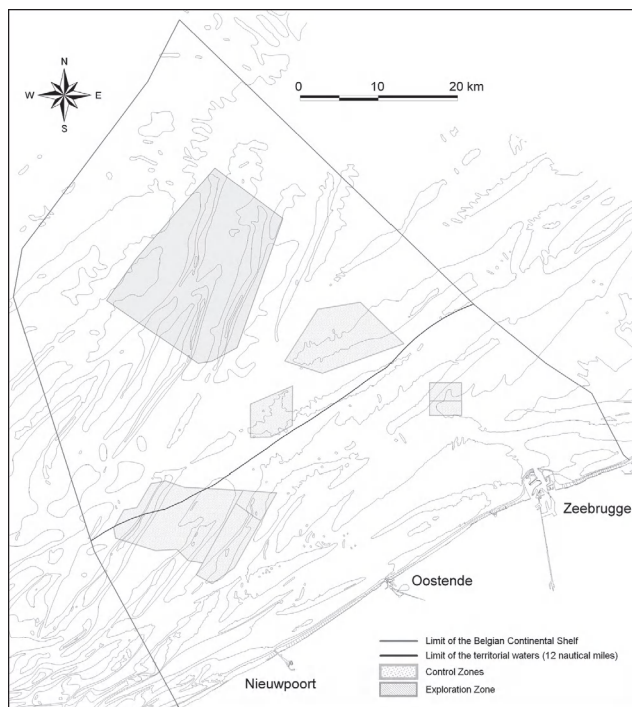 N
W E
S
0 10 20 km
Zeebrugge
Oostende
Nieuwpoort
Limit of the Belgian Continental Shelf
Limit of the territorial waters (12 nautical miles)
Control Zones
Exploration Zone